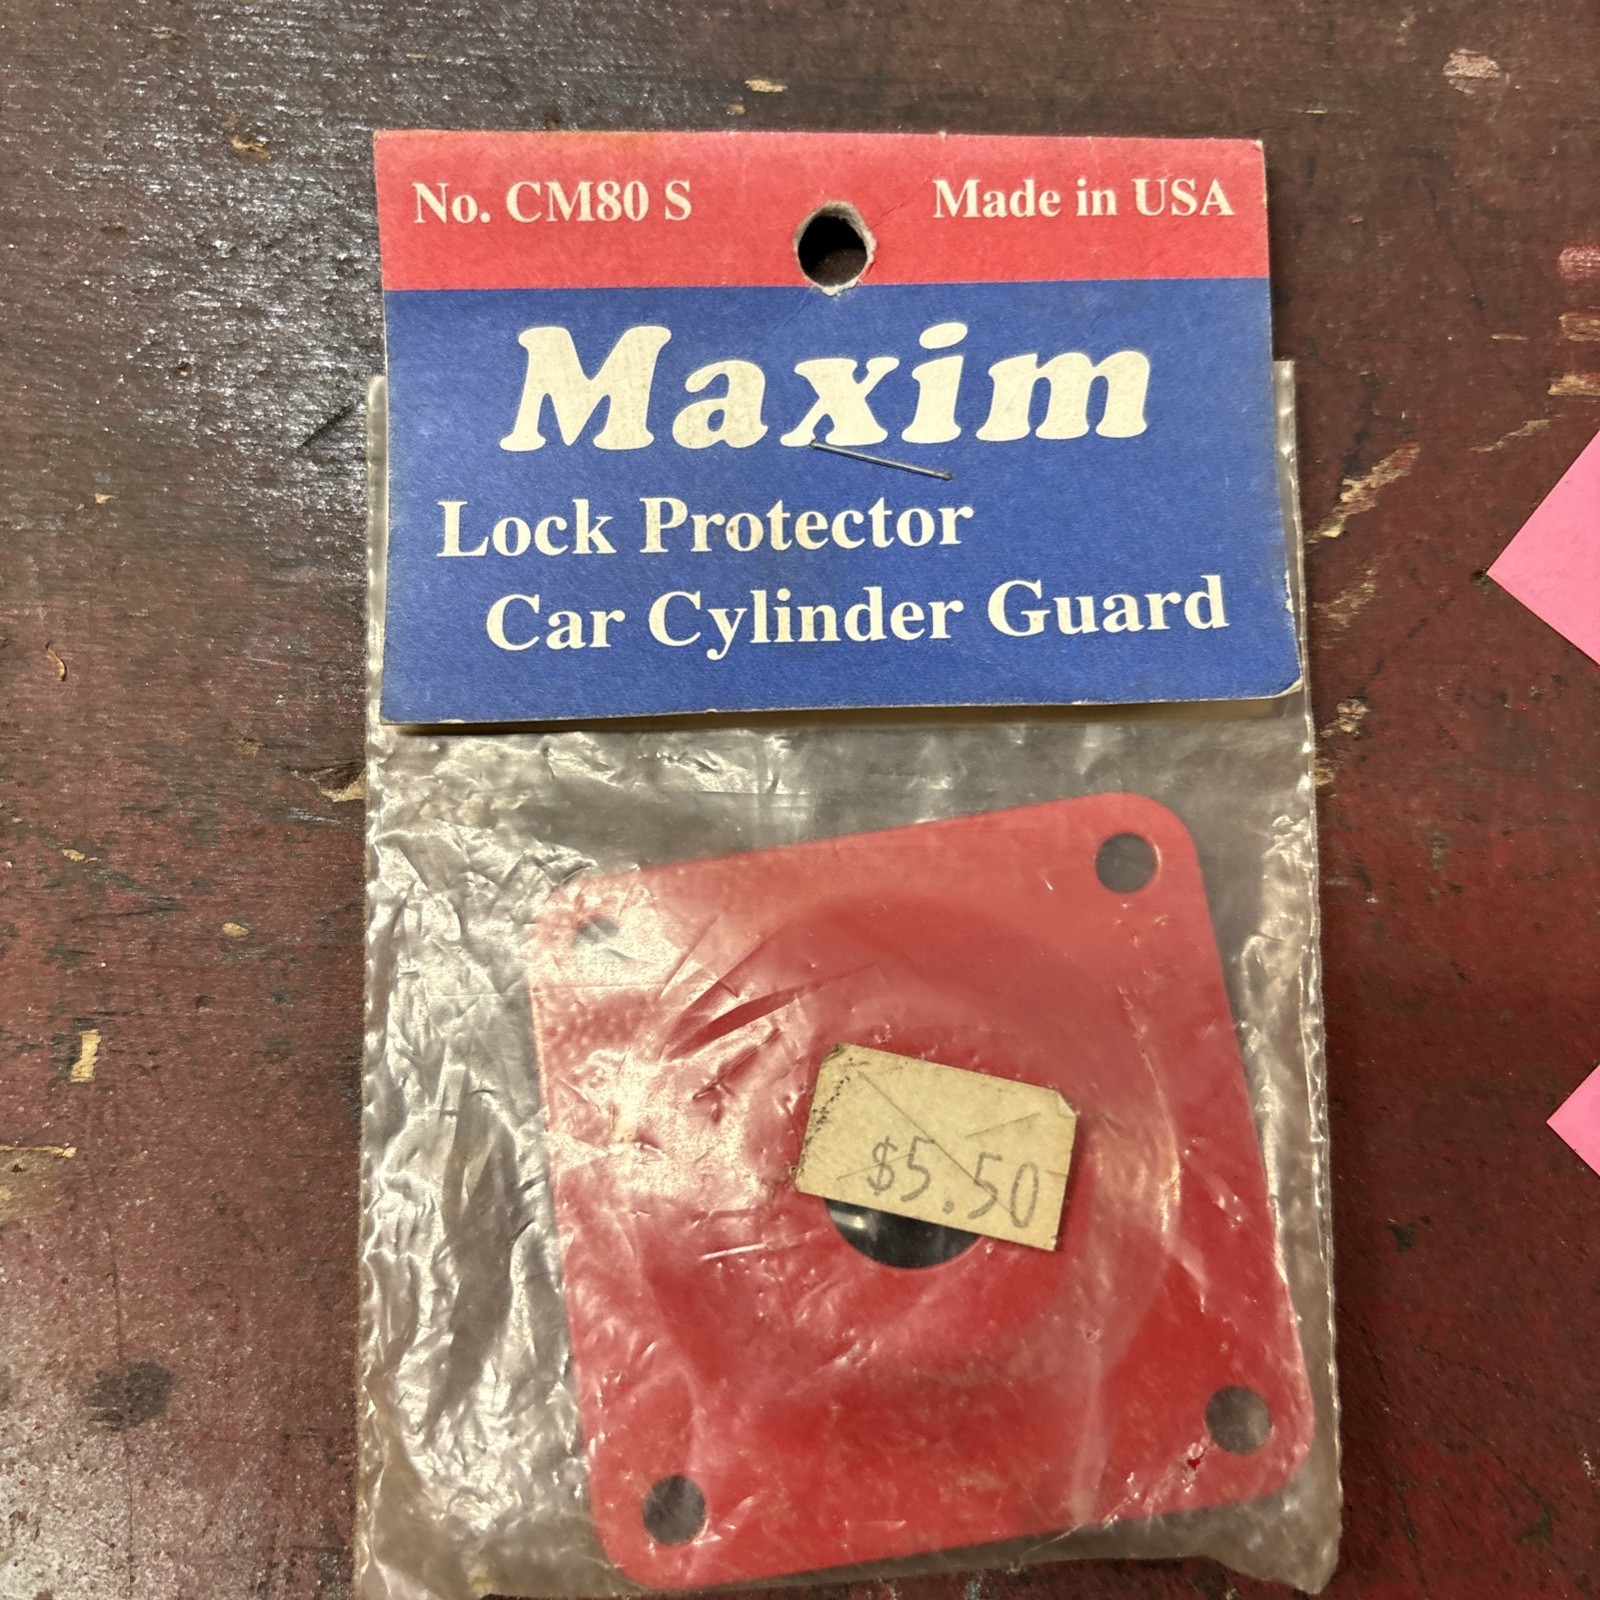 No. CM80 S
Made in USA
Maxim
Lock Protector
Car Cylinder Guard
$5.50